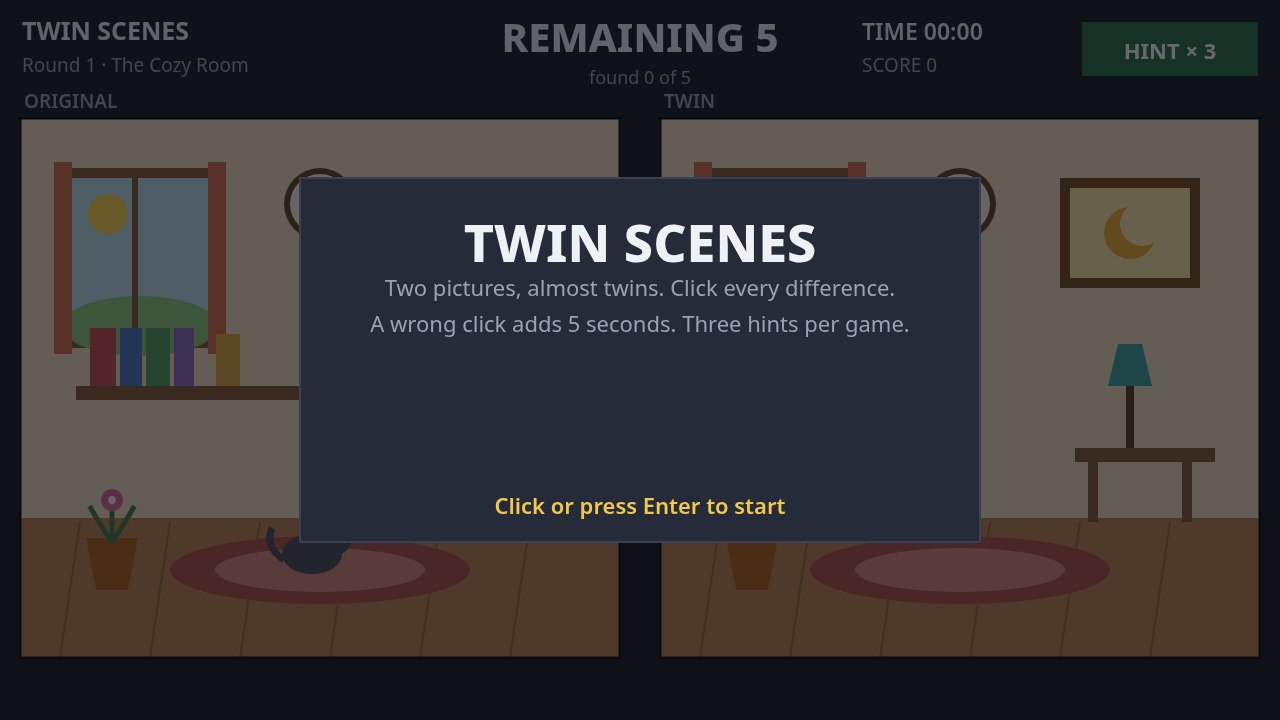 TWIN SCENES
Round 1 · The Cozy Room
REMAINING 5
found 0 of 5
TIME 00:00
SCORE 0
HINT × 3
ORIGINAL
TWIN
TWIN SCENES
Two pictures, almost twins. Click every difference.
A wrong click adds 5 seconds. Three hints per game.
Click or press Enter to start